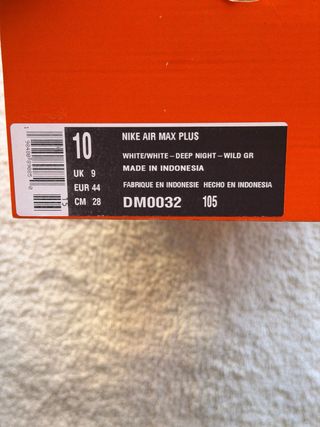 10
UK 9
EUR 44
CM 28
NIKE AIR MAX PLUS
WHITE/WHITE–DEEP NIGHT–WILD GR
MADE IN INDONESIA
FABRIQUE EN INDONESIE HECHO EN INDONESIA
DM0032 105
15